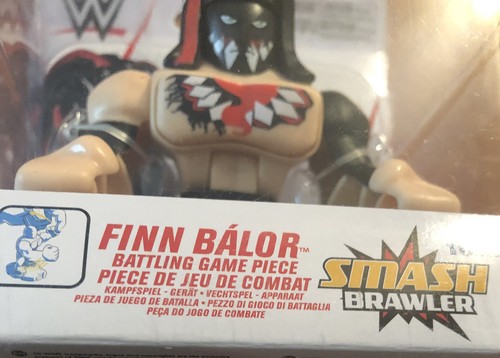 W
FINN BÁLOR™
BATTLING GAME PIECE
PIECE DE JEU DE COMBAT
KAMPFSPIEL - GERÄT • VECHTSPEL - APPARAAT
PIEZA DE JUEGO DE BATALLA • PEZZO DI GIOCO DI BATTAGLIA
PEÇA DO JOGO DE COMBATE
SMASH
BRAWLER